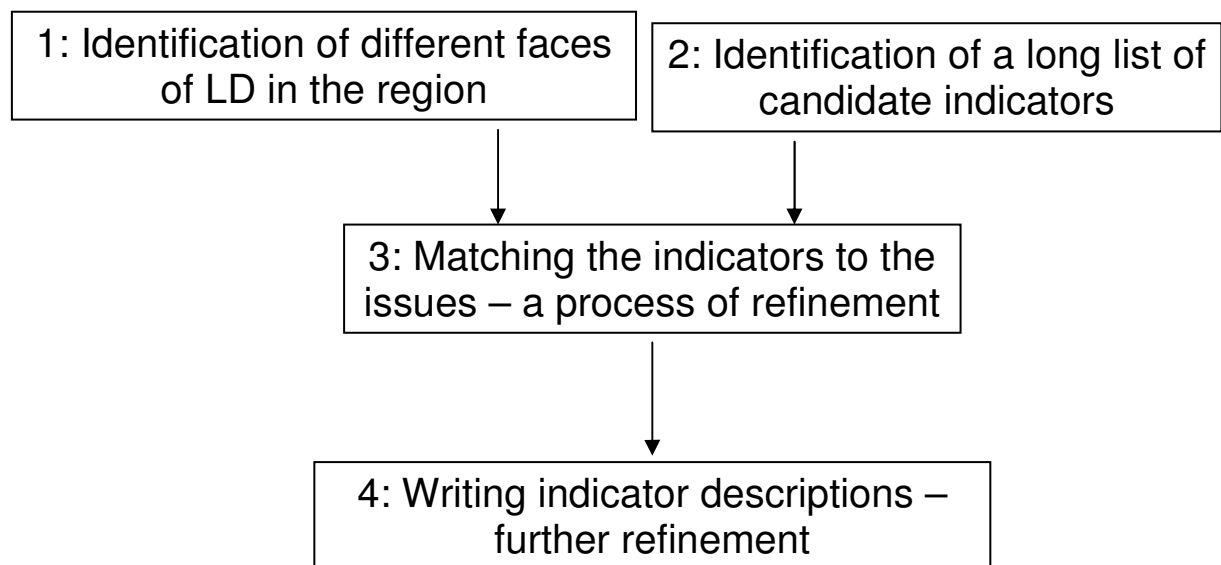 1: Identification of different faces
of LD in the region
2: Identification of a long list of
candidate indicators
3: Matching the indicators to the
issues – a process of refinement
4: Writing indicator descriptions –
further refinement